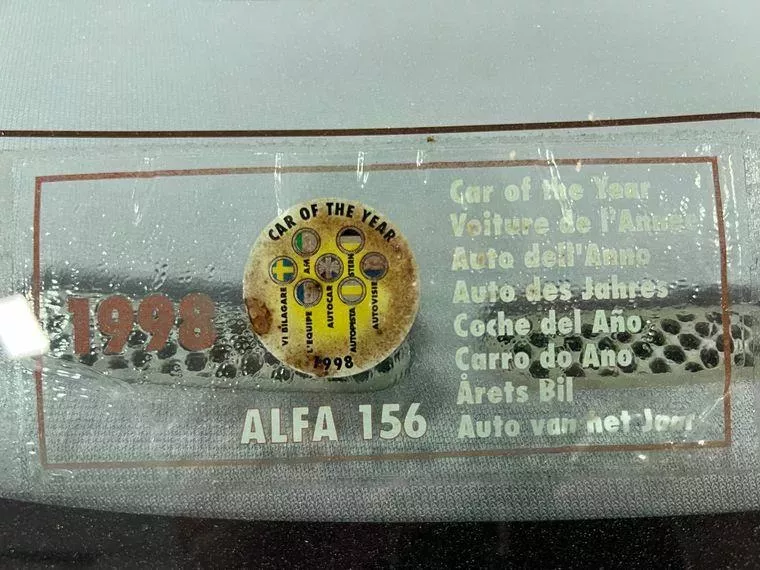 1998
CAR OF THE YEAR
VI BILAGARE
L'EQUIPE
AM
AUTOCAR
AUTOPISTA
STERN
AUTOVISIE
1998
ALFA 156
Car of the Year
Voiture de l'Annee
Auto dell'Anno
Auto des Jahres
Coche del Año
Carro do Ano
Årets Bil
Auto van het Jaar